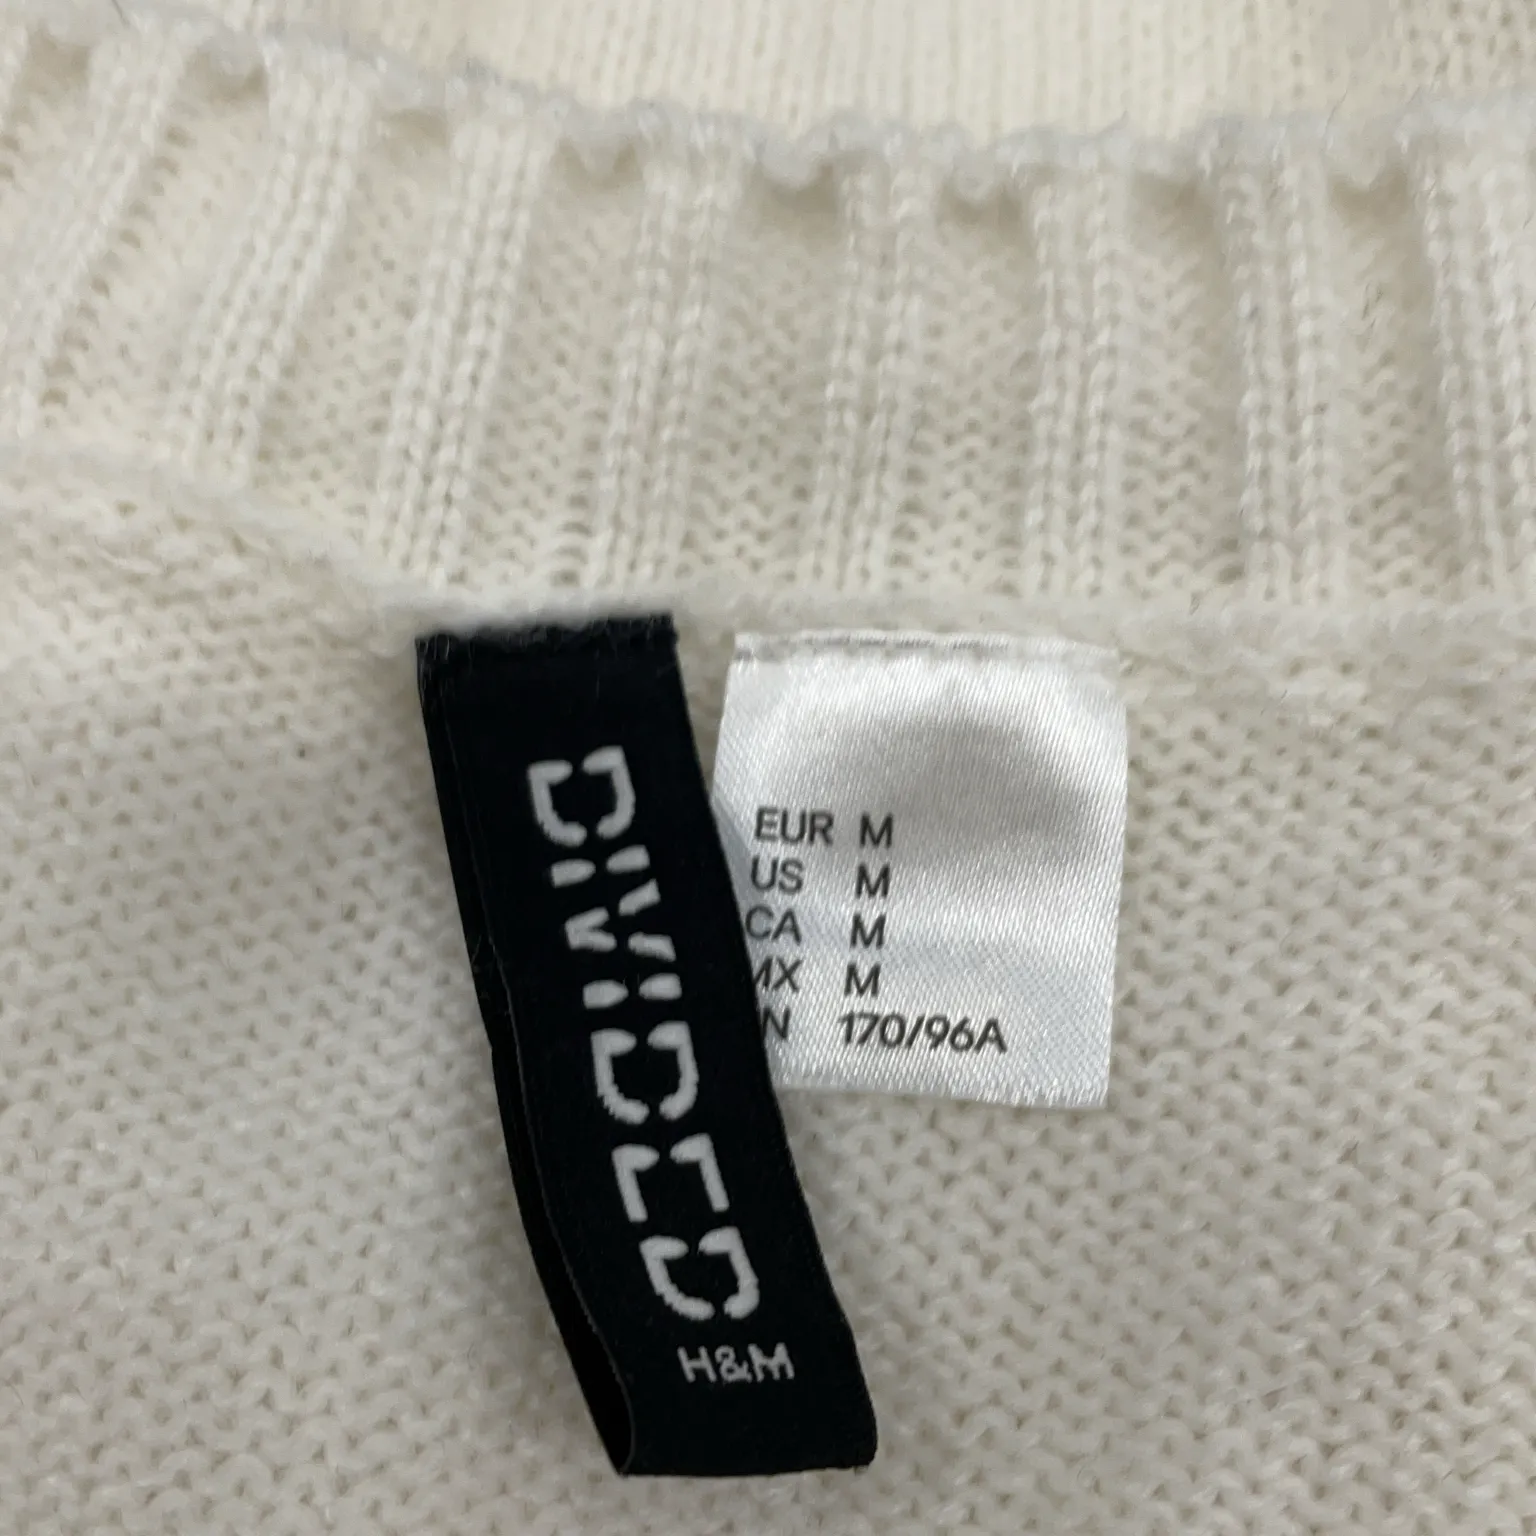 DIVIDED
H&M
EUR M
US M
CA M
MX M
N 170/96A